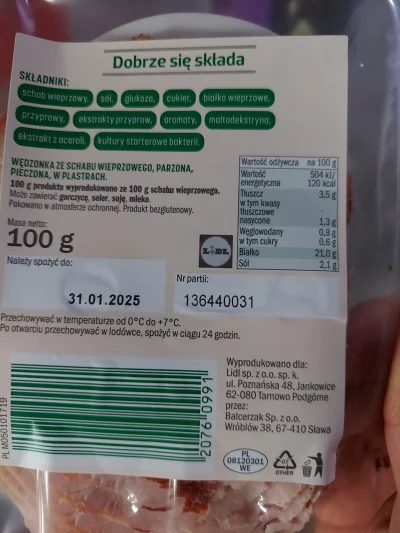 Dobrze się składa
SKŁADNIKI:
schab wieprzowy, sól, glukoza, cukier, białko wieprzowe,
przyprawy, ekstrakty przypraw, aromaty, maltodekstryna,
ekstrakt z aceroli, kultury startowe bakterii.
WĘDZONKA ZE SCHABU WIEPRZOWEGO, PARZONA,
PIECZONA, W PLASTRACH.
100 g produktu wyprodukowano ze 100 g schabu wieprzowego.
Może zawierać gorczycę, seler, soję, mleko.
Pakowano w atmosferze ochronnej. Produkt bezglutenowy.
Masa netto:
100 g
LIDL
Wartość odżywcza na 100 g
Wartość 504 kJ/
energetyczna 120 kcal
Tłuszcz 3,5 g
w tym kwasy
tłuszczowe
nasycone 1,3 g
Węglowodany 0,8 g
w tym cukry 0,6 g
Białko 21,0 g
Sól 2,1 g
Należy spożyć do:
31.01.2025
Nr partii:
136440031
Przechowywać w temperaturze od 0°C do +7°C.
Po otwarciu przechowywać w lodówce, spożyć w ciągu 24 godzin.
PLM050101719
2076 0991
Wyprodukowano dla:
Lidl sp. z o.o. sp. k.
ul. Poznańska 48, Jankowice
62-080 Tarnowo Podgórne
przez:
Balcerzak Sp. z o.o.
Wróblów 38, 67-410 Sława
PL
08120301
WE
07
OTHER